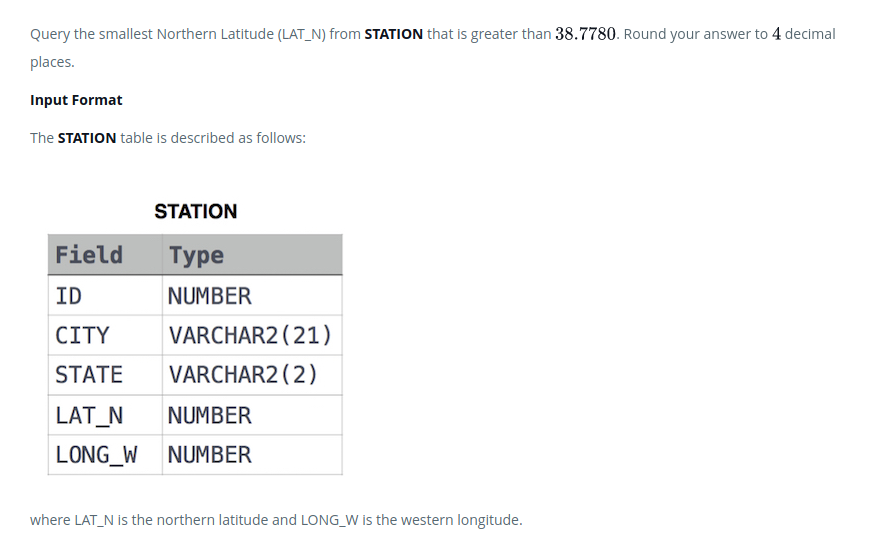 Query the smallest Northern Latitude (LAT_N) from STATION that is greater than 38.7780. Round your answer to 4 decimal
places.
Input Format
The STATION table is described as follows:
STATION
Field Type
ID NUMBER
CITY VARCHAR2(21)
STATE VARCHAR2(2)
LAT_N NUMBER
LONG_W NUMBER
where LAT_N is the northern latitude and LONG_W is the western longitude.